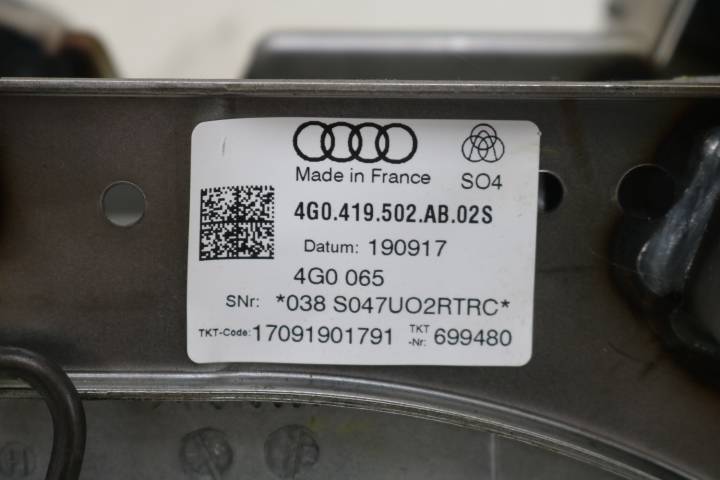 Made in France
SO4
4G0.419.502.AB.02S
Datum: 190917
4G0 065
SNr: *038 S047UO2RTRC*
TKT-Code: 17091901791 TKT-Nr: 699480